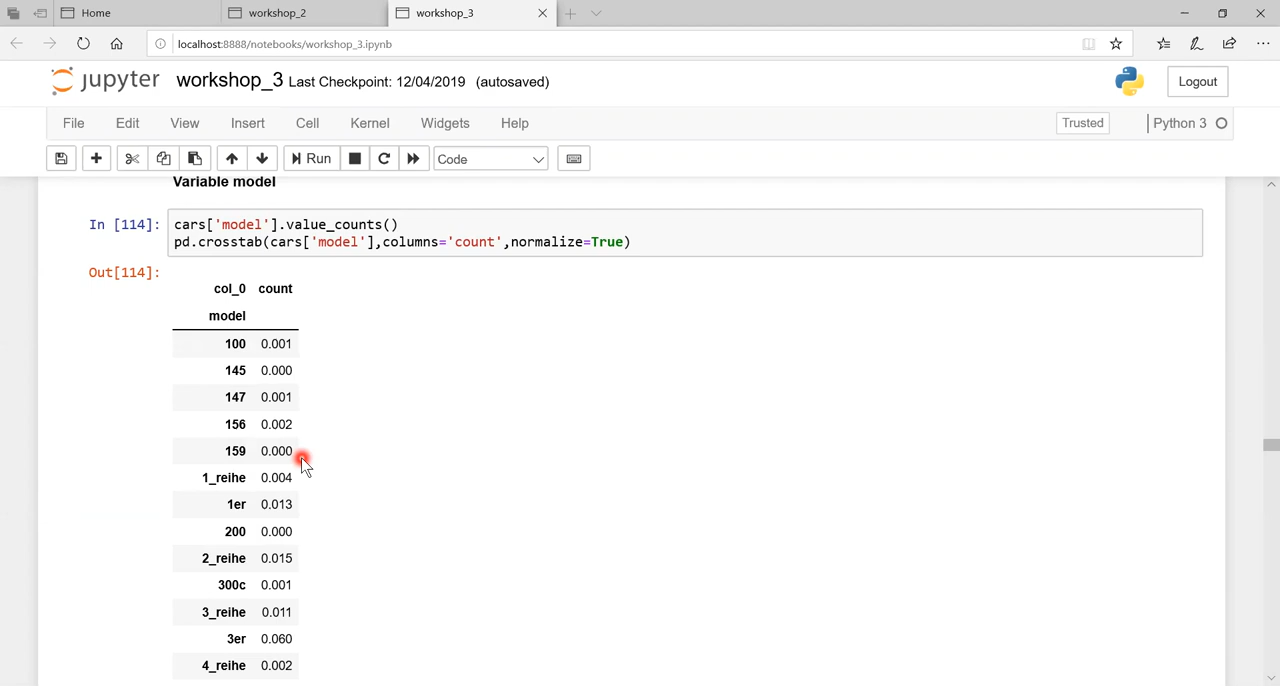 Home workshop_2 workshop_3
localhost:8888/notebooks/workshop_3.ipynb
jupyter workshop_3 Last Checkpoint: 12/04/2019 (autosaved) Logout
File Edit View Insert Cell Kernel Widgets Help Trusted Python 3
Run Code
Variable model
In [114]: cars['model'].value_counts()
pd.crosstab(cars['model'],columns='count',normalize=True)
Out[114]:
col_0 count
model
100 0.001
145 0.000
147 0.001
156 0.002
159 0.000
1_reihe 0.004
1er 0.013
200 0.000
2_reihe 0.015
300c 0.001
3_reihe 0.011
3er 0.060
4_reihe 0.002